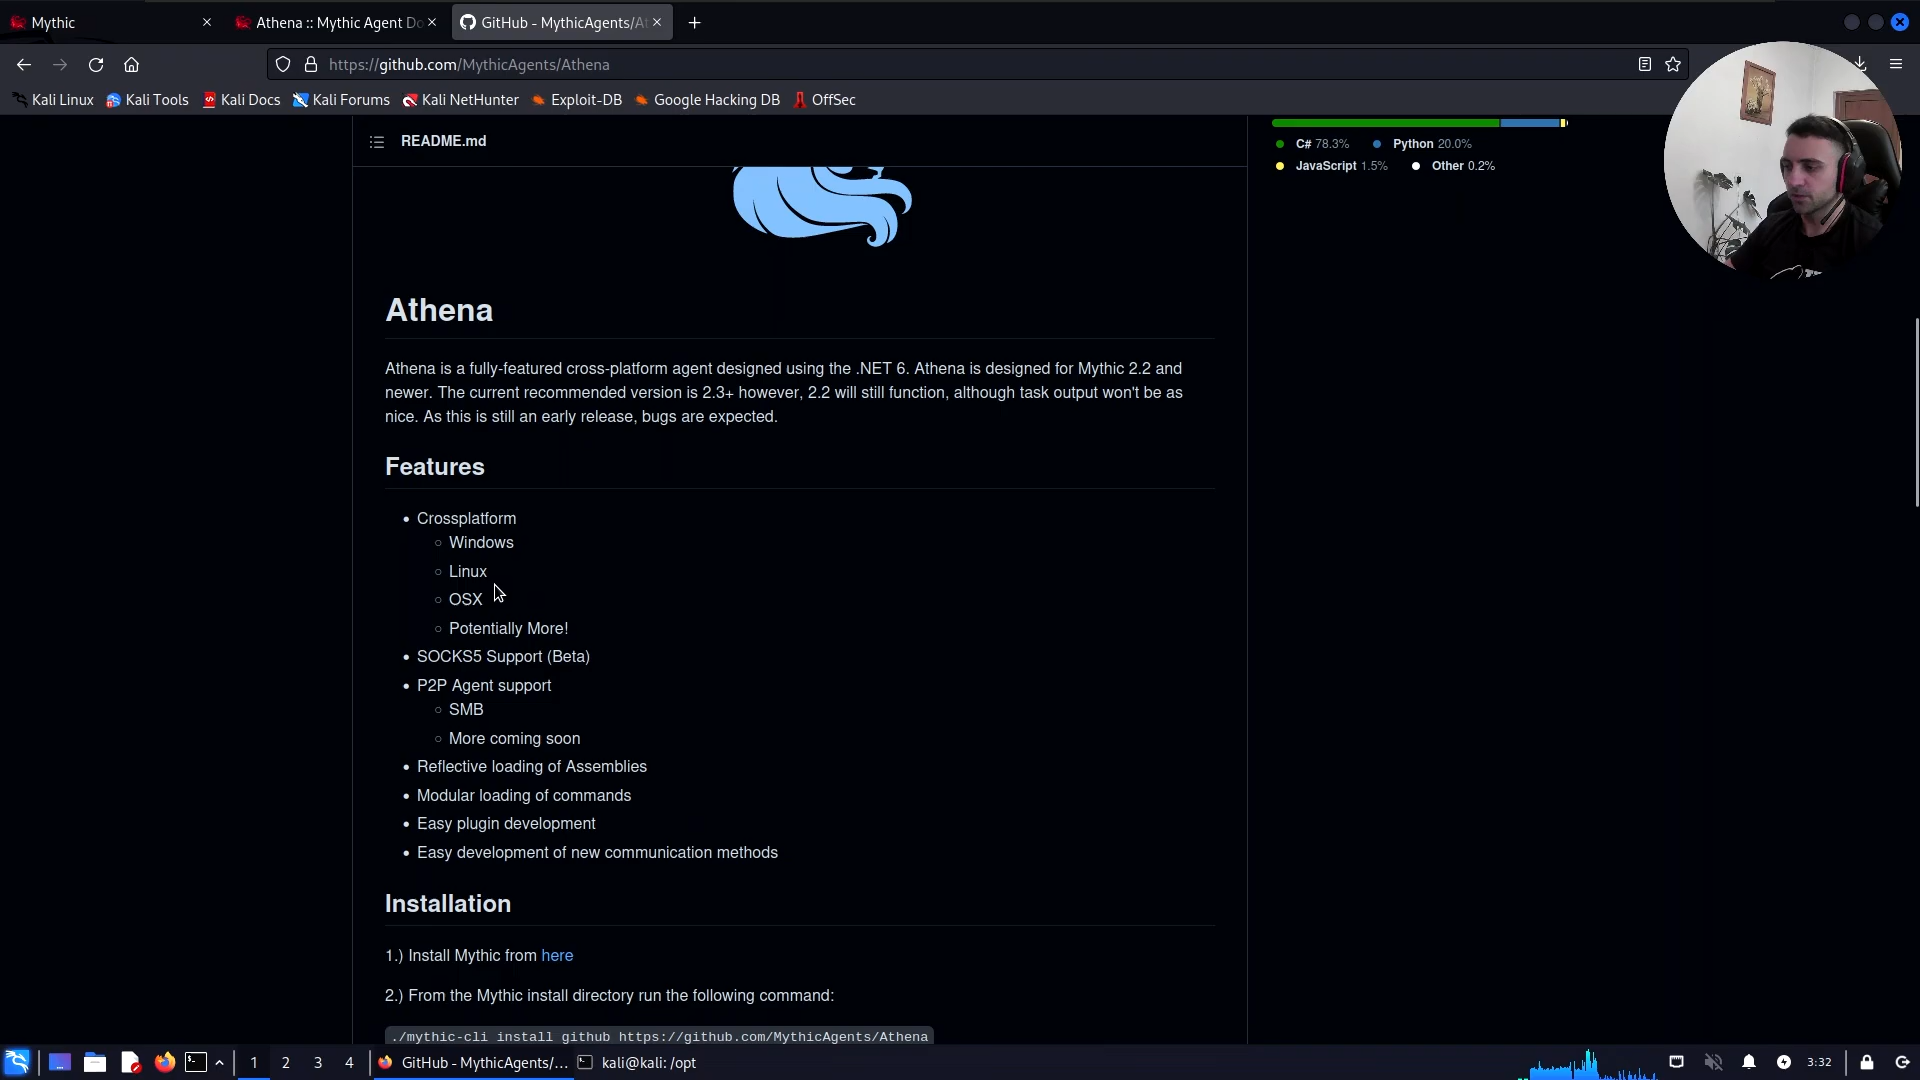 Mythic
Athena :: Mythic Agent Do
GitHub - MythicAgents/At
https://github.com/MythicAgents/Athena
Kali Linux
Kali Tools
Kali Docs
Kali Forums
Kali NetHunter
Exploit-DB
Google Hacking DB
OffSec
README.md
C# 78.3%
Python 20.0%
JavaScript 1.5%
Other 0.2%
Athena
Athena is a fully-featured cross-platform agent designed using the .NET 6. Athena is designed for Mythic 2.2 and
newer. The current recommended version is 2.3+ however, 2.2 will still function, although task output won't be as
nice. As this is still an early release, bugs are expected.
Features
• Crossplatform
○ Windows
○ Linux
○ OSX
○ Potentially More!
• SOCKS5 Support (Beta)
• P2P Agent support
○ SMB
○ More coming soon
• Reflective loading of Assemblies
• Modular loading of commands
• Easy plugin development
• Easy development of new communication methods
Installation
1.) Install Mythic from here
2.) From the Mythic install directory run the following command:
./mythic-cli install github https://github.com/MythicAgents/Athena
1
2
3
4
GitHub - MythicAgents/...
kali@kali: /opt
3:32